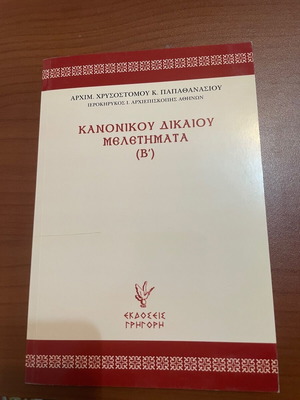 ΑΡΧΙΜ. ΧΡΥΣΟΣΤΟΜΟΥ Κ. ΠΑΠΑΘΑΝΑΣΙΟΥ
ΙΕΡΟΚΗΡΥΚΟΣ Ι. ΑΡΧΙΕΠΙΣΚΟΠΗΣ ΑΘΗΝΩΝ
ΚΑΝΟΝΙΚΟΥ ΔΙΚΑΙΟΥ
ΜΕΛΕΤΗΜΑΤΑ
(Β')
ΕΚΔΟΣΕΙΣ
ΓΡΗΓΟΡΗ